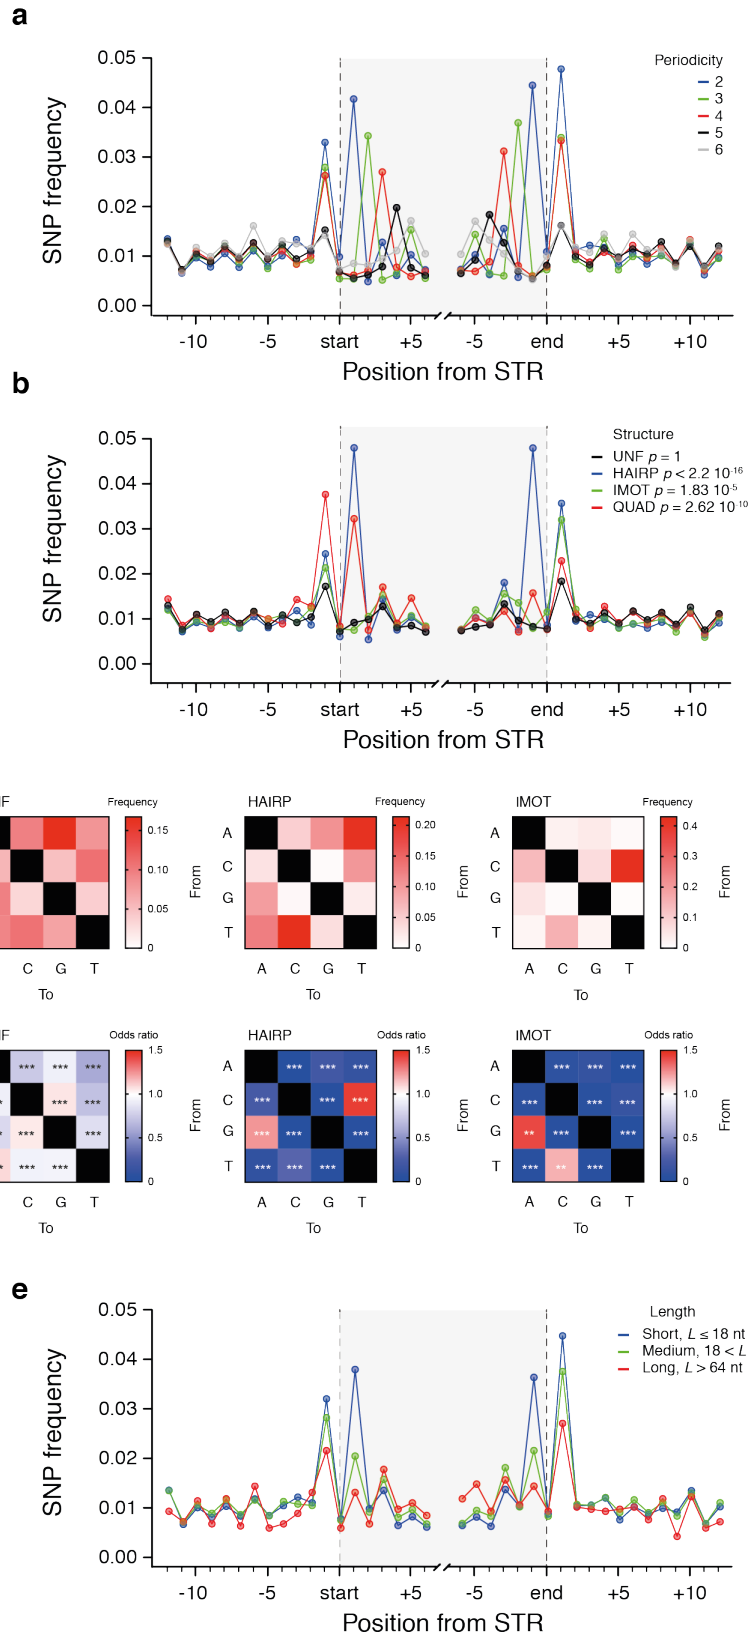 a
0.05
0.04
0.03
0.02
0.01
0.00
SNP frequency
Periodicity
2
3
4
5
6
-10 -5 start +5 -5 end +5 +10
Position from STR
b
0.05
0.04
0.03
0.02
0.01
0.00
SNP frequency
Structure
UNF p = 1
HAIRP p < 2.2 10-16
IMOT p = 1.83 10-5
QUAD p = 2.62 10-10
-10 -5 start +5 -5 end +5 +10
Position from STR
F Frequency
0.15
0.10
0.05
0
C G T
To
HAIRP Frequency
From
A
C
G
T
0.20
0.15
0.10
0.05
0
A C G T
To
IMOT Frequency
From
A
C
G
T
0.4
0.3
0.2
0.1
0
A C G T
To
From
F Odds ratio
*** *** ***
*** ***
*** ***
*** ***
1.5
1.0
0.5
0
C G T
To
HAIRP Odds ratio
From
A *** *** ***
C *** *** ***
G *** *** ***
T *** *** ***
1.5
1.0
0.5
0
A C G T
To
IMOT Odds ratio
From
A *** *** ***
C *** *** ***
G ** *** ***
T *** ** ***
1.5
1.0
0.5
0
A C G T
To
From
e
0.05
0.04
0.03
0.02
0.01
0.00
SNP frequency
Length
Short, L ≤ 18 nt
Medium, 18 < L
Long, L > 64 nt
-10 -5 start +5 -5 end +5 +10
Position from STR